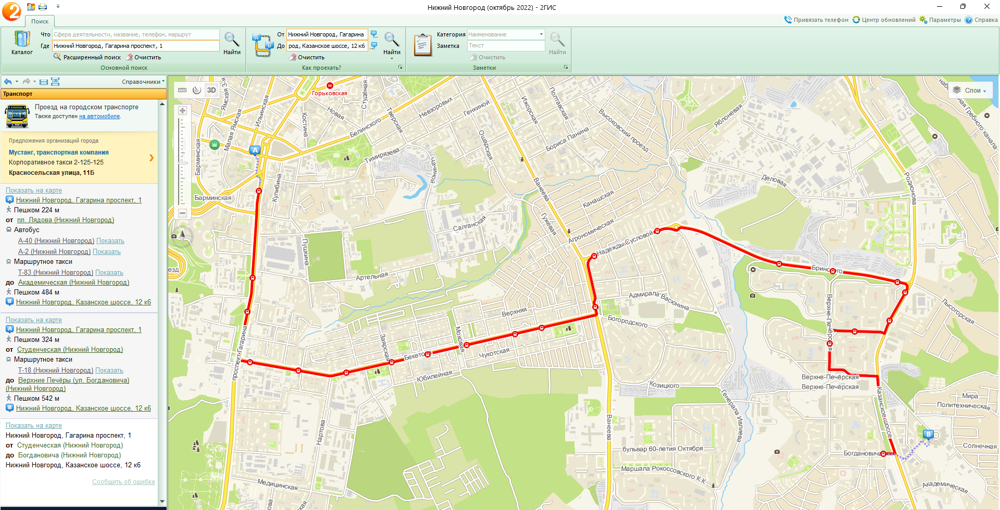 Нижний Новгород (октябрь 2022) - 2ГИС
Поиск
Привязать телефон
Центр обновлений
Параметры
Справка
Каталог
Что
Сфера деятельности, название, телефон, маршрут
Где
Нижний Новгород, Гагарина проспект, 1
Расширенный поиск
Очистить
Найти
Основной поиск
От
Нижний Новгород, Гагарина
До
род, Казанское шоссе, 12 к6
Очистить
Найти
Как проехать?
Категория
Наименование
Заметка
Текст
Очистить
Найти
Заметки
Справочники
Транспорт
Проезд на городском транспорте
Также доступен на автомобиле.
Предложения организаций города
Мустанг, транспортная компания
Корпоративное такси 2-125-125
Красносельская улица, 11Б
Показать на карте
A Нижний Новгород, Гагарина проспект, 1
Пешком 224 м
от пл. Лядова (Нижний Новгород)
Автобус
А-40 (Нижний Новгород) Показать
А-2 (Нижний Новгород) Показать
Маршрутное такси
Т-83 (Нижний Новгород) Показать
до Академическая (Нижний Новгород)
Пешком 484 м
B Нижний Новгород, Казанское шоссе, 12 к6
Показать на карте
A Нижний Новгород, Гагарина проспект, 1
Пешком 324 м
от Студенческая (Нижний Новгород)
Маршрутное такси
Т-18 (Нижний Новгород) Показать
до Верхние Печёры (ул. Богдановича)
(Нижний Новгород)
Пешком 542 м
B Нижний Новгород, Казанское шоссе, 12 к6
Показать на карте
Нижний Новгород, Гагарина проспект, 1
от Студенческая (Нижний Новгород)
до Богдановича (Нижний Новгород)
Нижний Новгород, Казанское шоссе, 12 к6
Сообщить об ошибке
3D
Слои
Горьковская
Ямская 3-я
Малая Ямская
Ильинская
Костина
Новая
Студёная
Тверская
Невзоровых
Генкиной
Белинского
Ижорская
Полтавская
Высоковский проезд
Яблоневая
наб. Гребного канала
Барминская
A
Тимирязева
Ошарская
Бориса Панина
Чачиной
Кулибина
Барминская
Ванеева
Канашская
Деловая
Родионова
Гужевая
Салганская
Агрономическая
Надежды Сусловой
Пушкина
Артельная
Бринского
Верхняя
Адмирала Васюнина
Богородского
Верхне-Печёрская
Лысогорская
проспект Гагарина
Заярская
Моховая
Бекетова
Чукотская
Юбилейная
Козицкого
Верхне-Печёрская
Верхне-Печёрская
Генерала Ивлиева
Казанское шоссе
Мира
Политехническая
Нартова
Ванеева
B
бульвар 60-летия Октября
Богдановича
Солнечная
Маршала Рокоссовского К.К.
Медицинская
Академическая